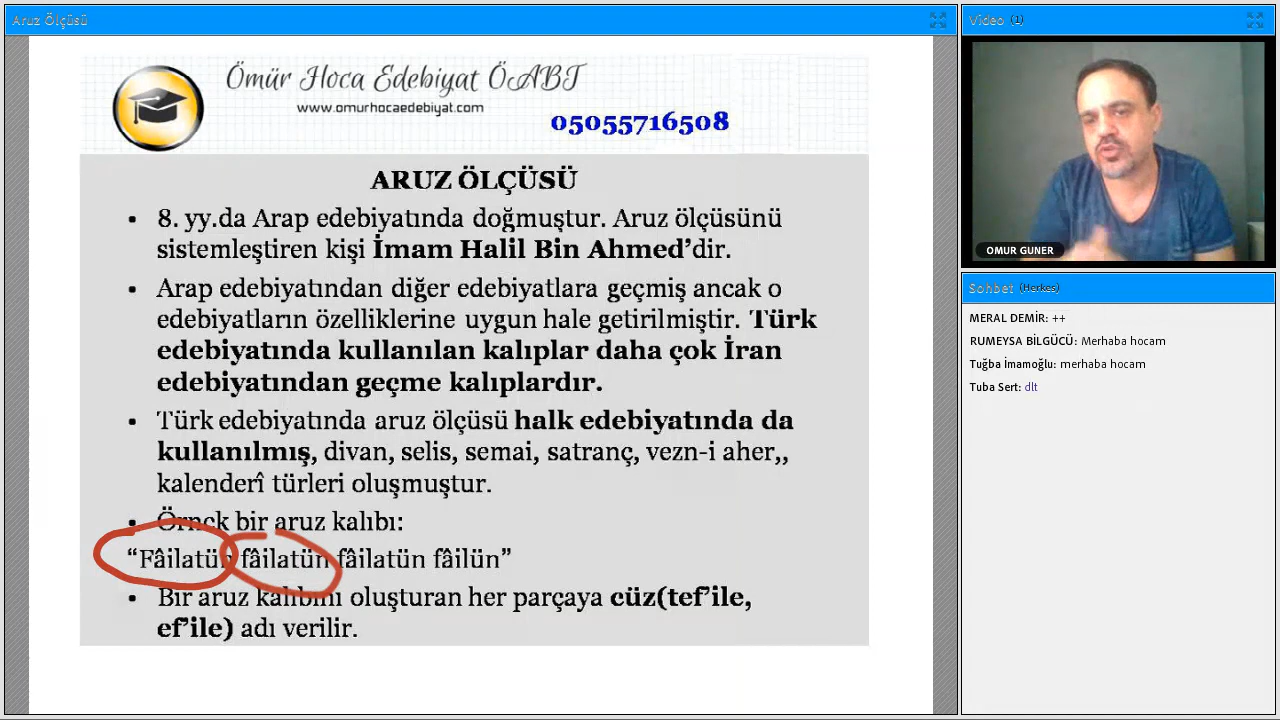 Aruz Ölçüsü
Ömür Hoca Edebiyat ÖABT
www.omurhocaedebiyat.com
05055716508
ARUZ ÖLÇÜSÜ
▪ 8. yy.da Arap edebiyatında doğmuştur. Aruz ölçüsünü
sistemleştiren kişi İmam Halil Bin Ahmed’dir.
▪ Arap edebiyatından diğer edebiyatlara geçmiş ancak o
edebiyatların özelliklerine uygun hale getirilmiştir. Türk
edebiyatında kullanılan kalıplar daha çok İran
edebiyatından geçme kalıplardır.
▪ Türk edebiyatında aruz ölçüsü halk edebiyatında da
kullanılmış, divan, selis, semai, satranç, vezn-i aher,,
kalenderî türleri oluşmuştur.
▪ Örnek bir aruz kalıbı:
“Fâilatün fâilatün fâilatün fâilün”
▪ Bir aruz kalıbını oluşturan her parçaya cüz(tef’ile,
ef’ile) adı verilir.
Video (1)
OMUR GUNER
Sohbet (Herkes)
MERAL DEMİR: ++
RUMEYSA BİLGÜCÜ: Merhaba hocam
Tuğba İmamoğlu: merhaba hocam
Tuba Sert: dlt